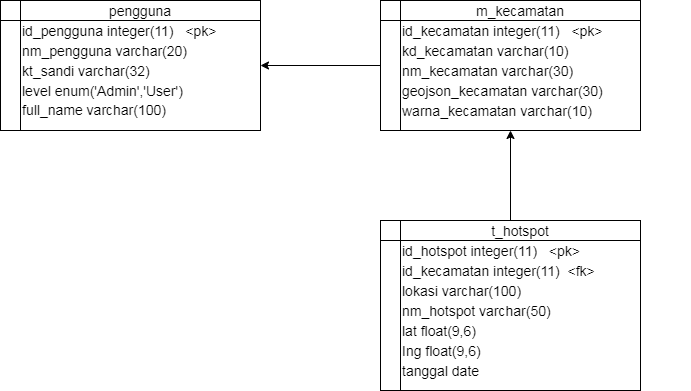 pengguna
id_pengguna integer(11) <pk>
nm_pengguna varchar(20)
kt_sandi varchar(32)
level enum('Admin','User')
full_name varchar(100)
m_kecamatan
id_kecamatan integer(11) <pk>
kd_kecamatan varchar(10)
nm_kecamatan varchar(30)
geojson_kecamatan varchar(30)
warna_kecamatan varchar(10)
t_hotspot
id_hotspot integer(11) <pk>
id_kecamatan integer(11) <fk>
lokasi varchar(100)
nm_hotspot varchar(50)
lat float(9,6)
lng float(9,6)
tanggal date